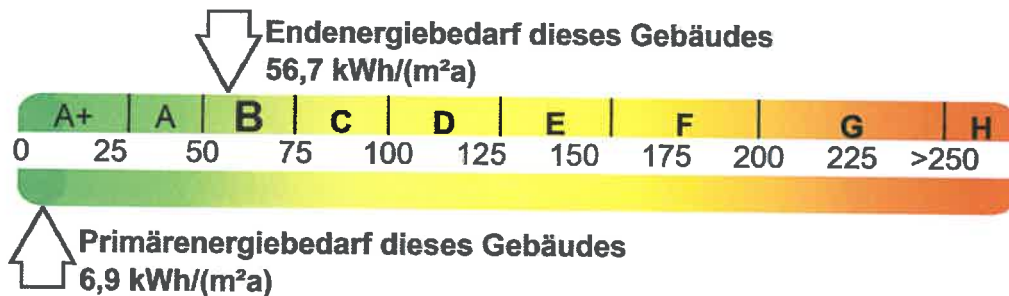 Endenergiebedarf dieses Gebäudes
56,7 kWh/(m²a)
A+ A B C D E F G H
0 25 50 75 100 125 150 175 200 225 >250
Primärenergiebedarf dieses Gebäudes
6,9 kWh/(m²a)